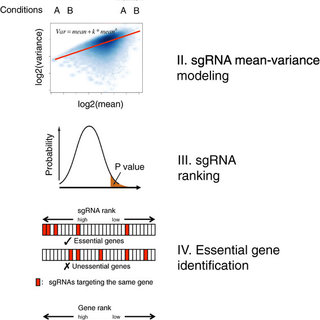 Conditions A B A B
Var = mean+k*mean
log2(variance)
log2(mean)
II. sgRNA mean-variance
modeling
Probability
P value
III. sgRNA
ranking
sgRNA rank
high low
✓ Essential genes
✗ Unessential genes
: sgRNAs targeting the same gene
IV. Essential gene
identification
Gene rank
high low